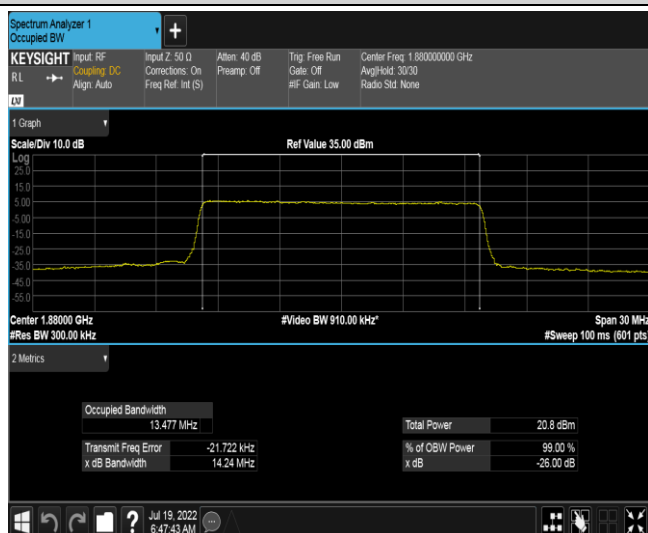 Spectrum Analyzer 1
Occupied BW
+
KEYSIGHT
RL
LXI
Input: RF
Coupling: DC
Align: Auto
Input Z: 50 Ω
Corrections: On
Freq Ref: Int (S)
Atten: 40 dB
Preamp: Off
Trig: Free Run
Gate: Off
#IF Gain: Low
Center Freq: 1.880000000 GHz
Avg|Hold: 30/30
Radio Std: None
1 Graph
Scale/Div 10.0 dB
Ref Value 35.00 dBm
Log
25.0
15.0
5.00
-5.00
-15.0
-25.0
-35.0
-45.0
-55.0
Center 1.88000 GHz
#Video BW 910.00 kHz*
Span 30 MHz
#Res BW 300.00 kHz
#Sweep 100 ms (601 pts)
2 Metrics
Occupied Bandwidth
13.477 MHz
Total Power 20.8 dBm
Transmit Freq Error -21.722 kHz
% of OBW Power 99.00 %
x dB Bandwidth 14.24 MHz
x dB -26.00 dB
?
Jul 19, 2022
6:47:43 AM